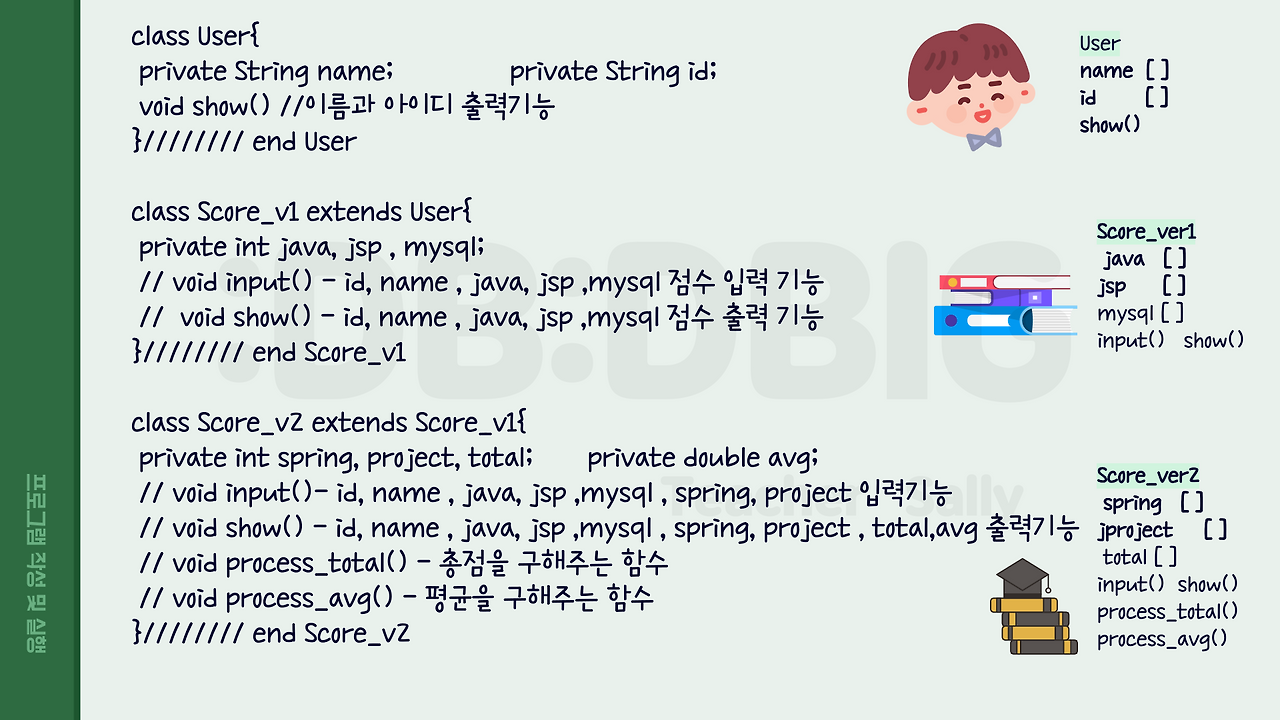 class User{
private String name; private String id;
void show() //이름과 아이디 출력기능
}//////// end User
class Score_v1 extends User{
private int java, jsp , mysql;
// void input() - id, name , java, jsp ,mysql 점수 입력 기능
// void show() - id, name , java, jsp ,mysql 점수 출력 기능
}//////// end Score_v1
class Score_v2 extends Score_v1{
private int spring, project, total; private double avg;
// void input()- id, name , java, jsp ,mysql , spring, project 입력기능
// void show() - id, name , java, jsp ,mysql , spring, project , total,avg 출력기능
// void process_total() - 총점을 구해주는 함수
// void process_avg() - 평균을 구해주는 함수
}//////// end Score_v2
User
name [ ]
id [ ]
show()
Score_ver1
java [ ]
jsp [ ]
mysql [ ]
input() show()
Score_ver2
spring [ ]
jproject [ ]
total [ ]
input() show()
process_total()
process_avg()
프로그램 작성 및 실행
:DB:DBIG
Teacher Sally